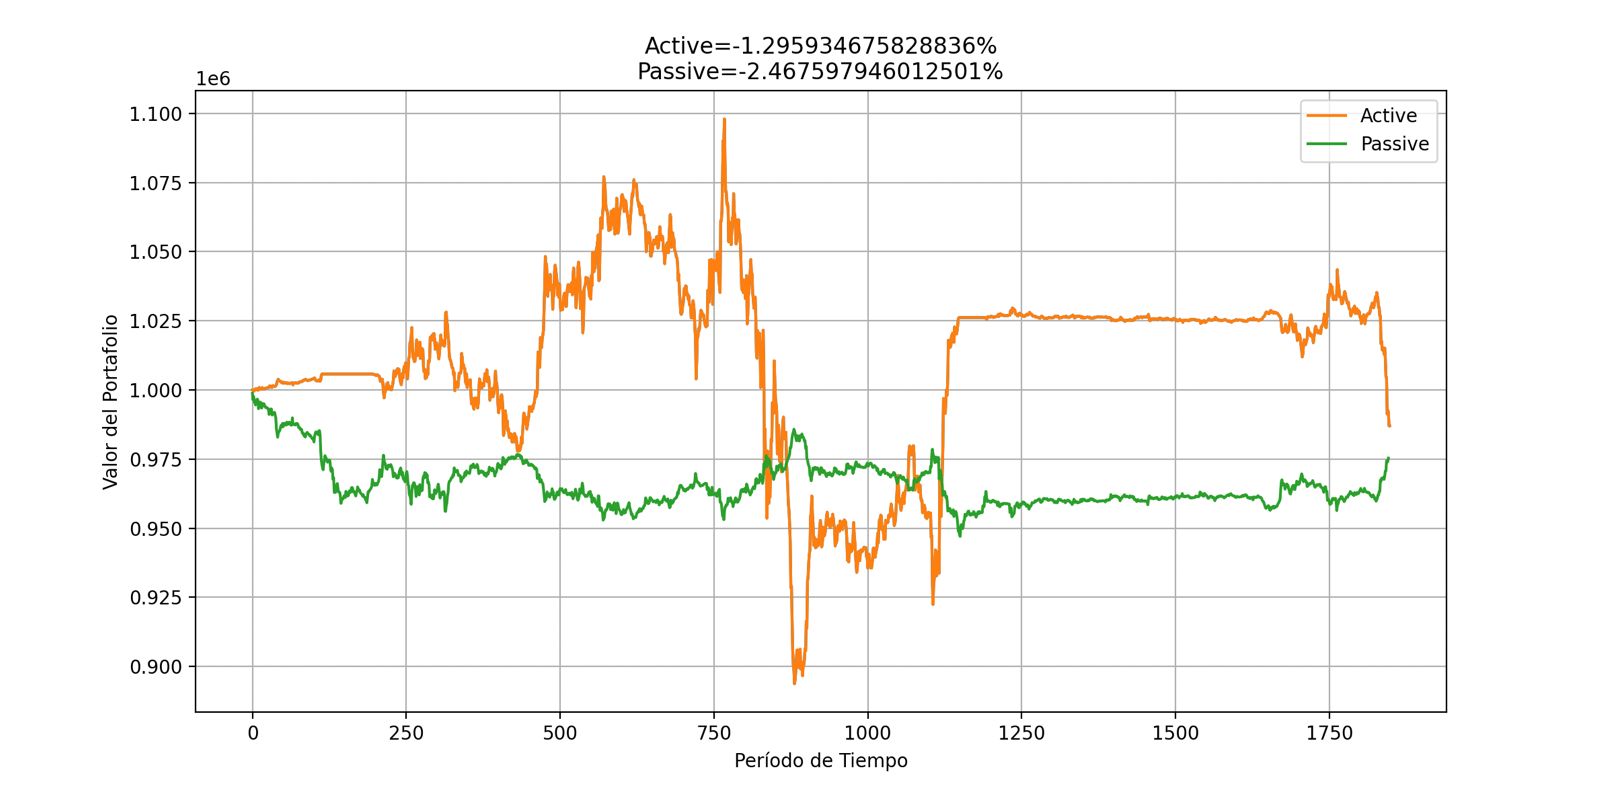 Active=-1.295934675828836%
Passive=-2.467597946012501%
1e6
1.100
1.075
1.050
1.025
1.000
0.975
0.950
0.925
0.900
Valor del Portafolio
Active
Passive
0 250 500 750 1000 1250 1500 1750
Período de Tiempo